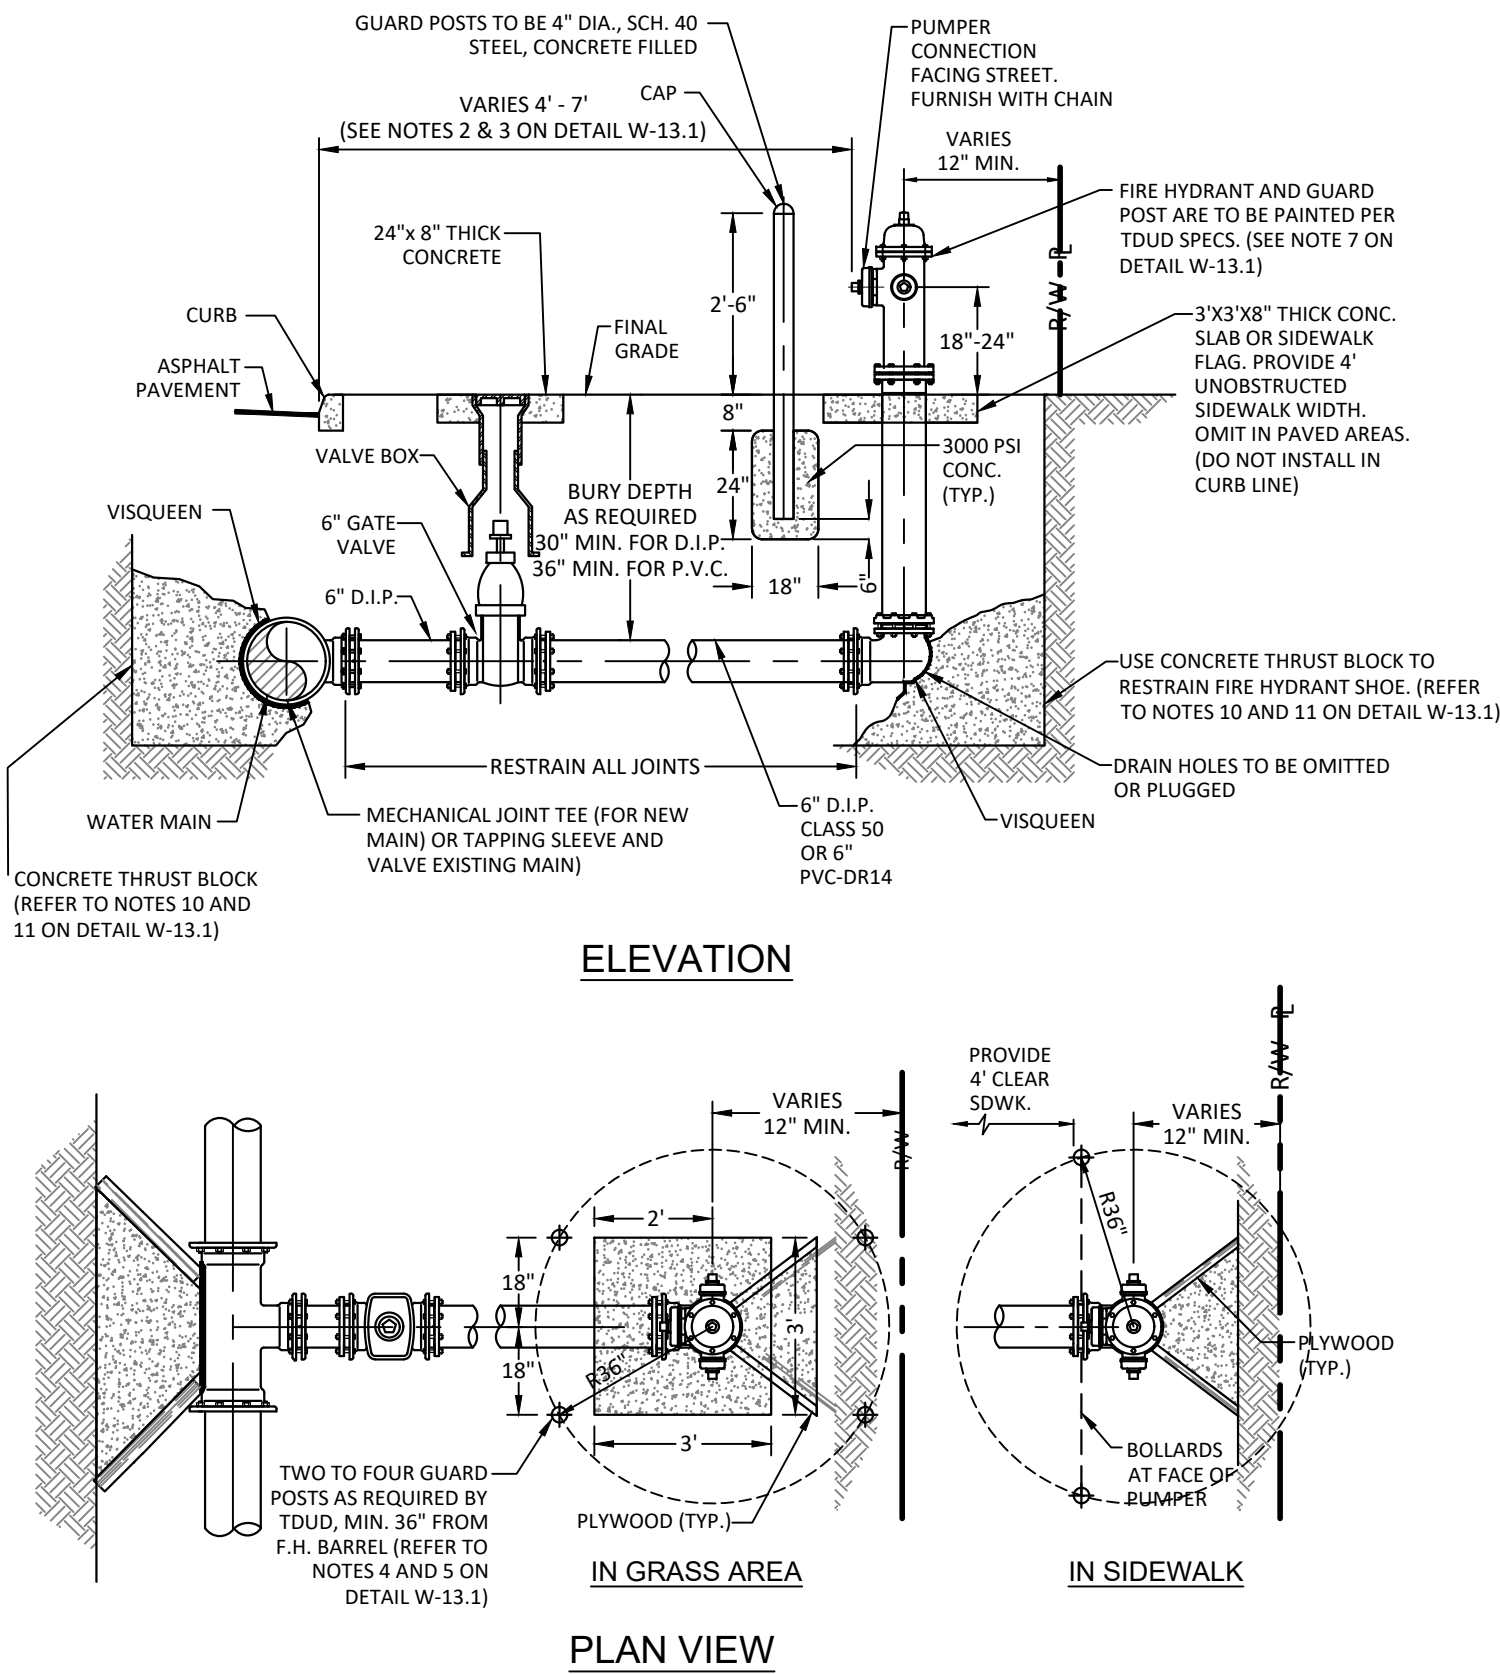 GUARD POSTS TO BE 4" DIA., SCH. 40
STEEL, CONCRETE FILLED
PUMPER
CONNECTION
FACING STREET.
FURNISH WITH CHAIN
VARIES 4' - 7'
(SEE NOTES 2 & 3 ON DETAIL W-13.1)
CAP
VARIES
12" MIN.
FIRE HYDRANT AND GUARD
POST ARE TO BE PAINTED PER
TDUD SPECS. (SEE NOTE 7 ON
DETAIL W-13.1)
24"x 8" THICK
CONCRETE
R/W PL
2'-6"
18"-24"
CURB
FINAL
GRADE
3'X3'X8" THICK CONC.
SLAB OR SIDEWALK
FLAG. PROVIDE 4'
UNOBSTRUCTED
SIDEWALK WIDTH.
OMIT IN PAVED AREAS.
(DO NOT INSTALL IN
CURB LINE)
ASPHALT
PAVEMENT
8"
VALVE BOX
24"
3000 PSI
CONC.
(TYP.)
BURY DEPTH
AS REQUIRED
30" MIN. FOR D.I.P.
36" MIN. FOR P.V.C.
VISQUEEN
6" GATE
VALVE
18"
6"
6" D.I.P.
USE CONCRETE THRUST BLOCK TO
RESTRAIN FIRE HYDRANT SHOE. (REFER
TO NOTES 10 AND 11 ON DETAIL W-13.1)
RESTRAIN ALL JOINTS
DRAIN HOLES TO BE OMITTED
OR PLUGGED
WATER MAIN
MECHANICAL JOINT TEE (FOR NEW
MAIN) OR TAPPING SLEEVE AND
VALVE EXISTING MAIN)
6" D.I.P.
CLASS 50
OR 6"
PVC-DR14
VISQUEEN
CONCRETE THRUST BLOCK
(REFER TO NOTES 10 AND
11 ON DETAIL W-13.1)
ELEVATION
VARIES
12" MIN.
R/W
PROVIDE
4' CLEAR
SDWK.
VARIES
12" MIN.
R/W PL
2'
18"
18"
3'
R36"
3'
R36"
PLYWOOD
(TYP.)
BOLLARDS
AT FACE OF
PUMPER
TWO TO FOUR GUARD
POSTS AS REQUIRED BY
TDUD, MIN. 36" FROM
F.H. BARREL (REFER TO
NOTES 4 AND 5 ON
DETAIL W-13.1)
PLYWOOD (TYP.)
IN GRASS AREA
IN SIDEWALK
PLAN VIEW